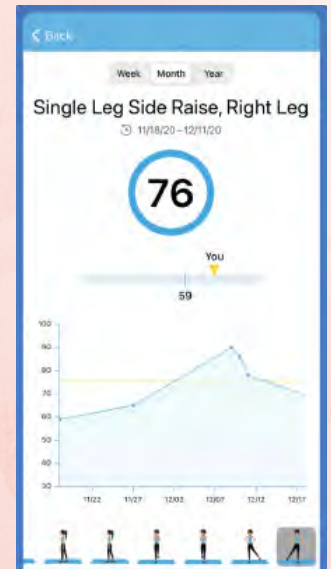 Back
Week Month Year
Single Leg Side Raise, Right Leg
11/18/20-12/11/20
76
You
59
100
90
80
70
60
50
40
30
11/22 11/27 12/02 12/07 12/12 12/17